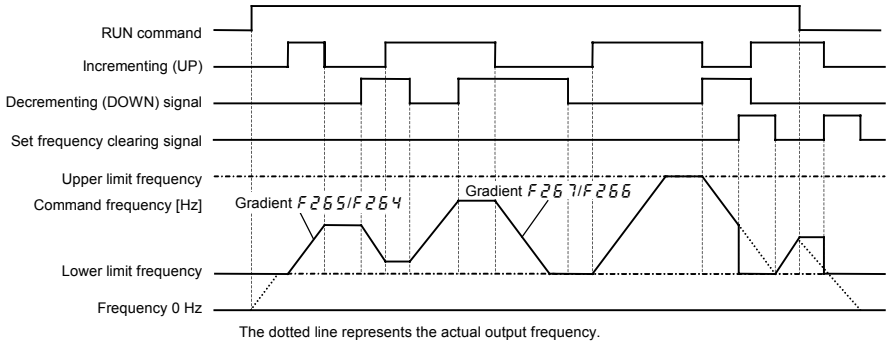 RUN command
Incrementing (UP)
Decrementing (DOWN) signal
Set frequency clearing signal
Upper limit frequency
Command frequency [Hz]
Gradient F265/F264
Gradient F267/F266
Lower limit frequency
Frequency 0 Hz
The dotted line represents the actual output frequency.